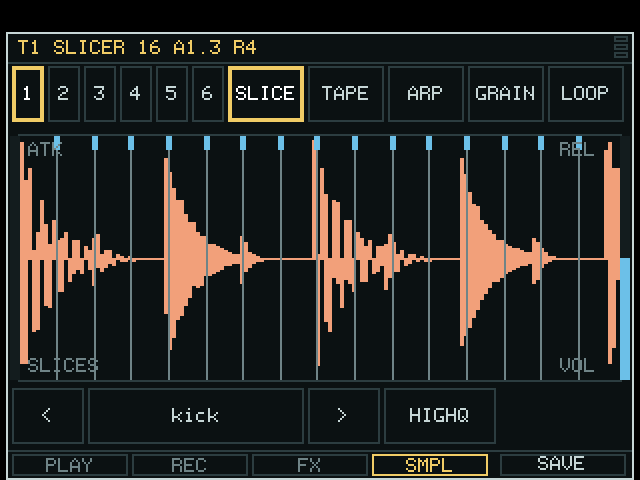 T1 SLICER 16 A1.3 R4
1 2 3 4 5 6 SLICE TAPE ARP GRAIN LOOP
ATK REL
SLICES VOL
< kick > HIGHQ
PLAY REC FX SMPL SAVE